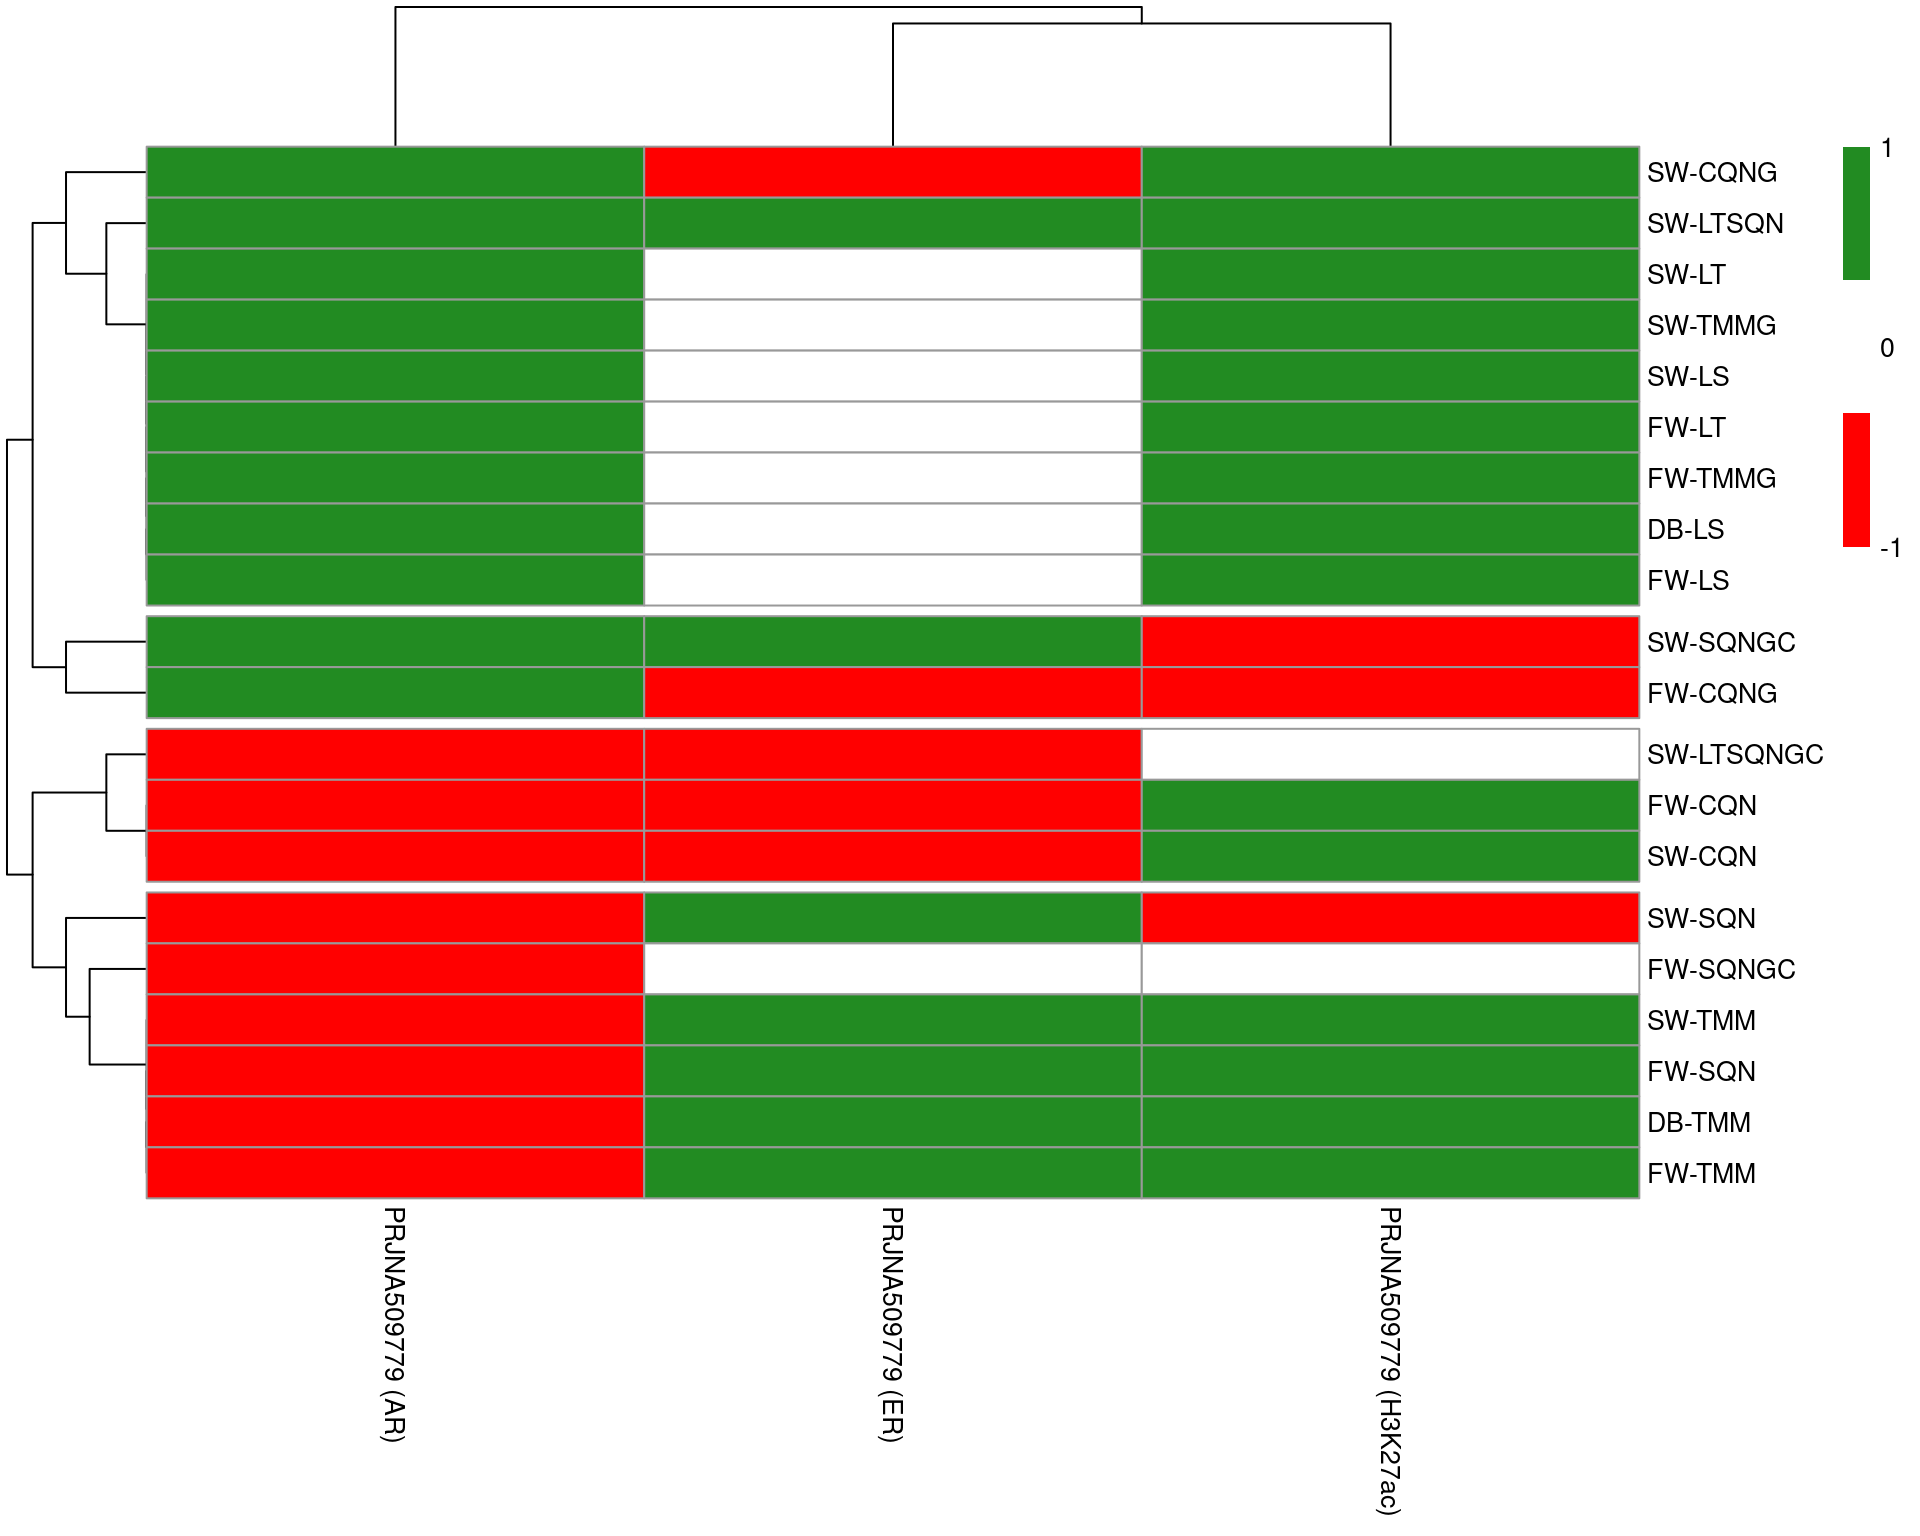 SW-CQNG
SW-LTSQN
SW-LT
SW-TMMG
SW-LS
FW-LT
FW-TMMG
DB-LS
FW-LS
SW-SQNGC
FW-CQNG
SW-LTSQNGC
FW-CQN
SW-CQN
SW-SQN
FW-SQNGC
SW-TMM
FW-SQN
DB-TMM
FW-TMM
1
0
-1
PRJNA509779 (AR)
PRJNA509779 (ER)
PRJNA509779 (H3K27ac)